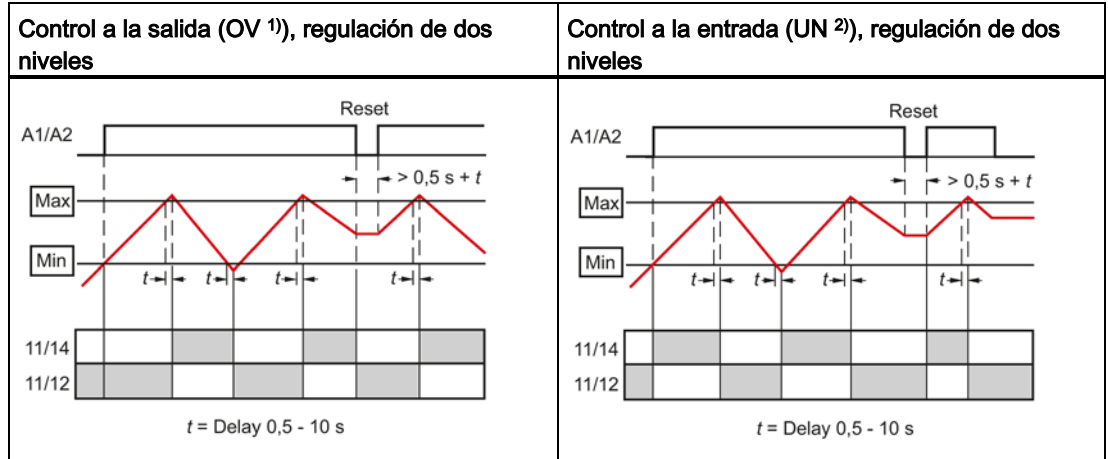 Control a la salida (OV 1)), regulación de dos
niveles
Reset
A1/A2
> 0,5 s + t
Max
Min
t
t
t
t
11/14
11/12
t = Delay 0,5 - 10 s
Control a la entrada (UN 2)), regulación de dos
niveles
Reset
A1/A2
> 0,5 s + t
Max
Min
t
t
t
t
11/14
11/12
t = Delay 0,5 - 10 s